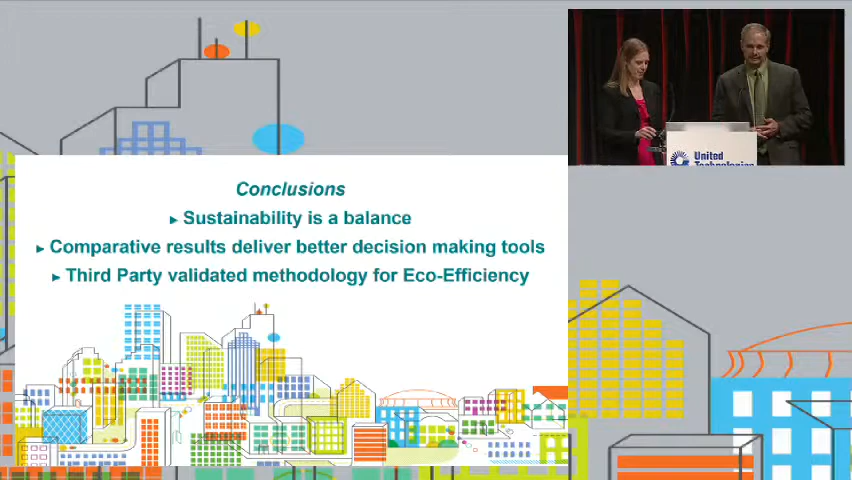 Conclusions
▸ Sustainability is a balance
▸ Comparative results deliver better decision making tools
▸ Third Party validated methodology for Eco-Efficiency
United
Technologies